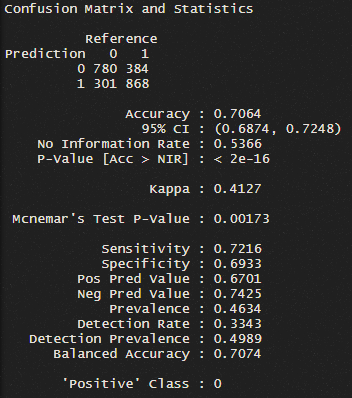 Confusion Matrix and Statistics
Reference
Prediction 0 1
0 780 384
1 301 868
Accuracy : 0.7064
95% CI : (0.6874, 0.7248)
No Information Rate : 0.5366
P-Value [Acc > NIR] : < 2e-16
Kappa : 0.4127
Mcnemar's Test P-Value : 0.00173
Sensitivity : 0.7216
Specificity : 0.6933
Pos Pred Value : 0.6701
Neg Pred Value : 0.7425
Prevalence : 0.4634
Detection Rate : 0.3343
Detection Prevalence : 0.4989
Balanced Accuracy : 0.7074
'Positive' Class : 0